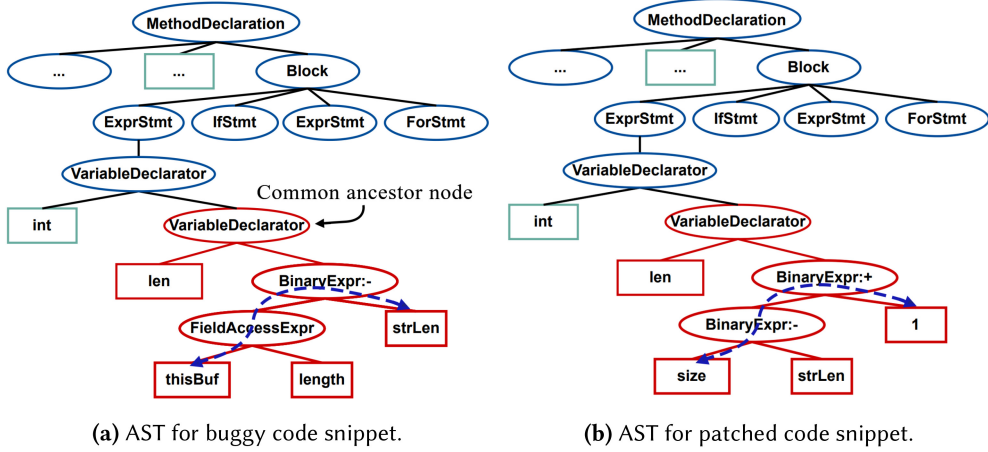 MethodDeclaration
...
...
Block
ExprStmt
IfStmt
ExprStmt
ForStmt
VariableDeclarator
Common ancestor node
int
VariableDeclarator
len
BinaryExpr:-
FieldAccessExpr
strLen
thisBuf
length
(a) AST for buggy code snippet.
MethodDeclaration
...
...
Block
ExprStmt
IfStmt
ExprStmt
ForStmt
VariableDeclarator
int
VariableDeclarator
len
BinaryExpr:+
BinaryExpr:-
1
size
strLen
(b) AST for patched code snippet.